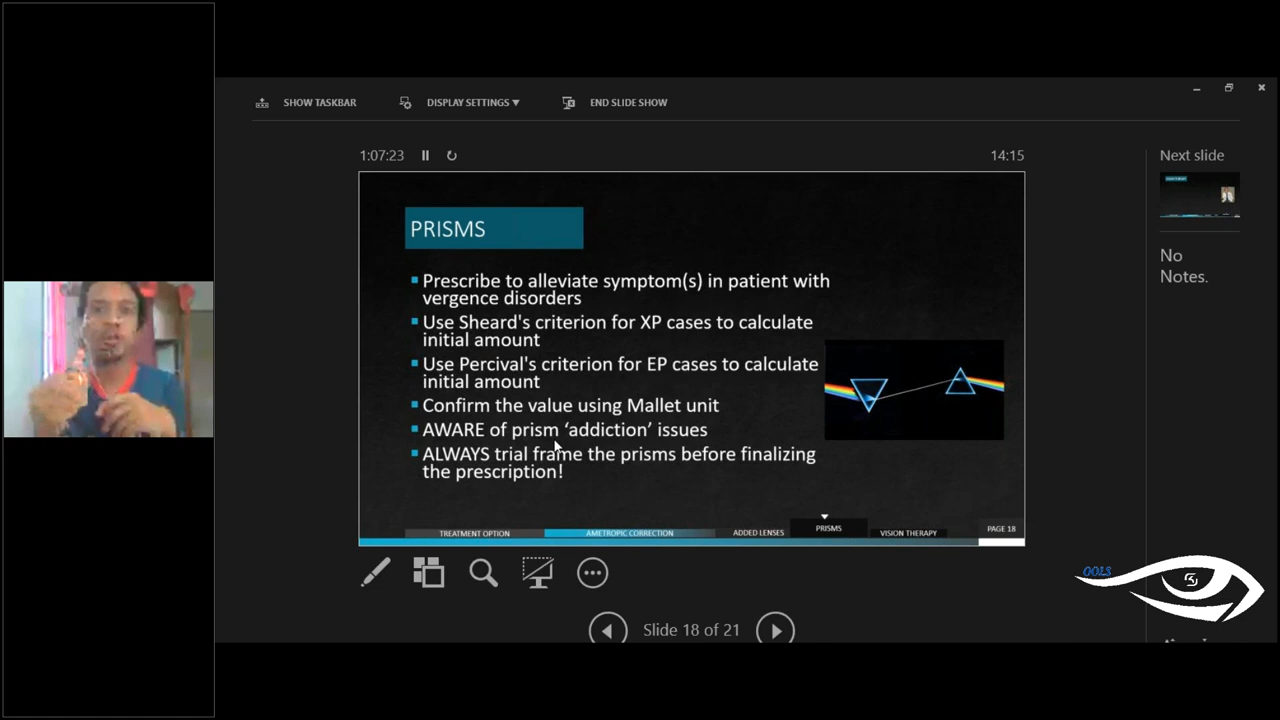 SHOW TASKBAR
DISPLAY SETTINGS ▼
END SLIDE SHOW
1:07:23
14:15
Next slide
No
Notes.
PRISMS
Prescribe to alleviate symptom(s) in patient with
vergence disorders
Use Sheard's criterion for XP cases to calculate
initial amount
Use Percival's criterion for EP cases to calculate
initial amount
Confirm the value using Mallet unit
AWARE of prism ‘addiction’ issues
ALWAYS trial frame the prisms before finalizing
the prescription!
TREATMENT OPTION
AMETROPIC CORRECTION
ADDED LENSES
PRISMS
VISION THERAPY
PAGE 18
OOLS
Slide 18 of 21